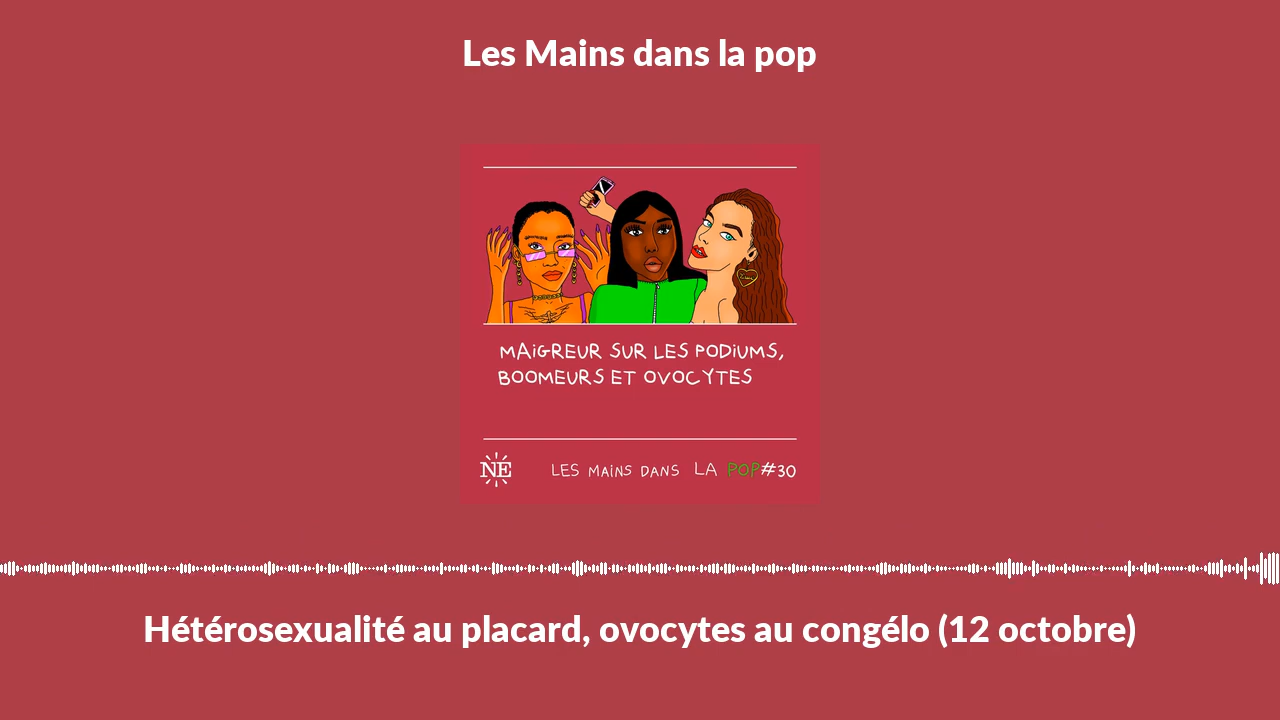 Les Mains dans la pop
MAiGREUR SUR LES PODiUMS,
BOOMEURS ET OVOCYTES
NE
LES MAiNS DANS LA POP#30
Hétérosexualité au placard, ovocytes au congélo (12 octobre)